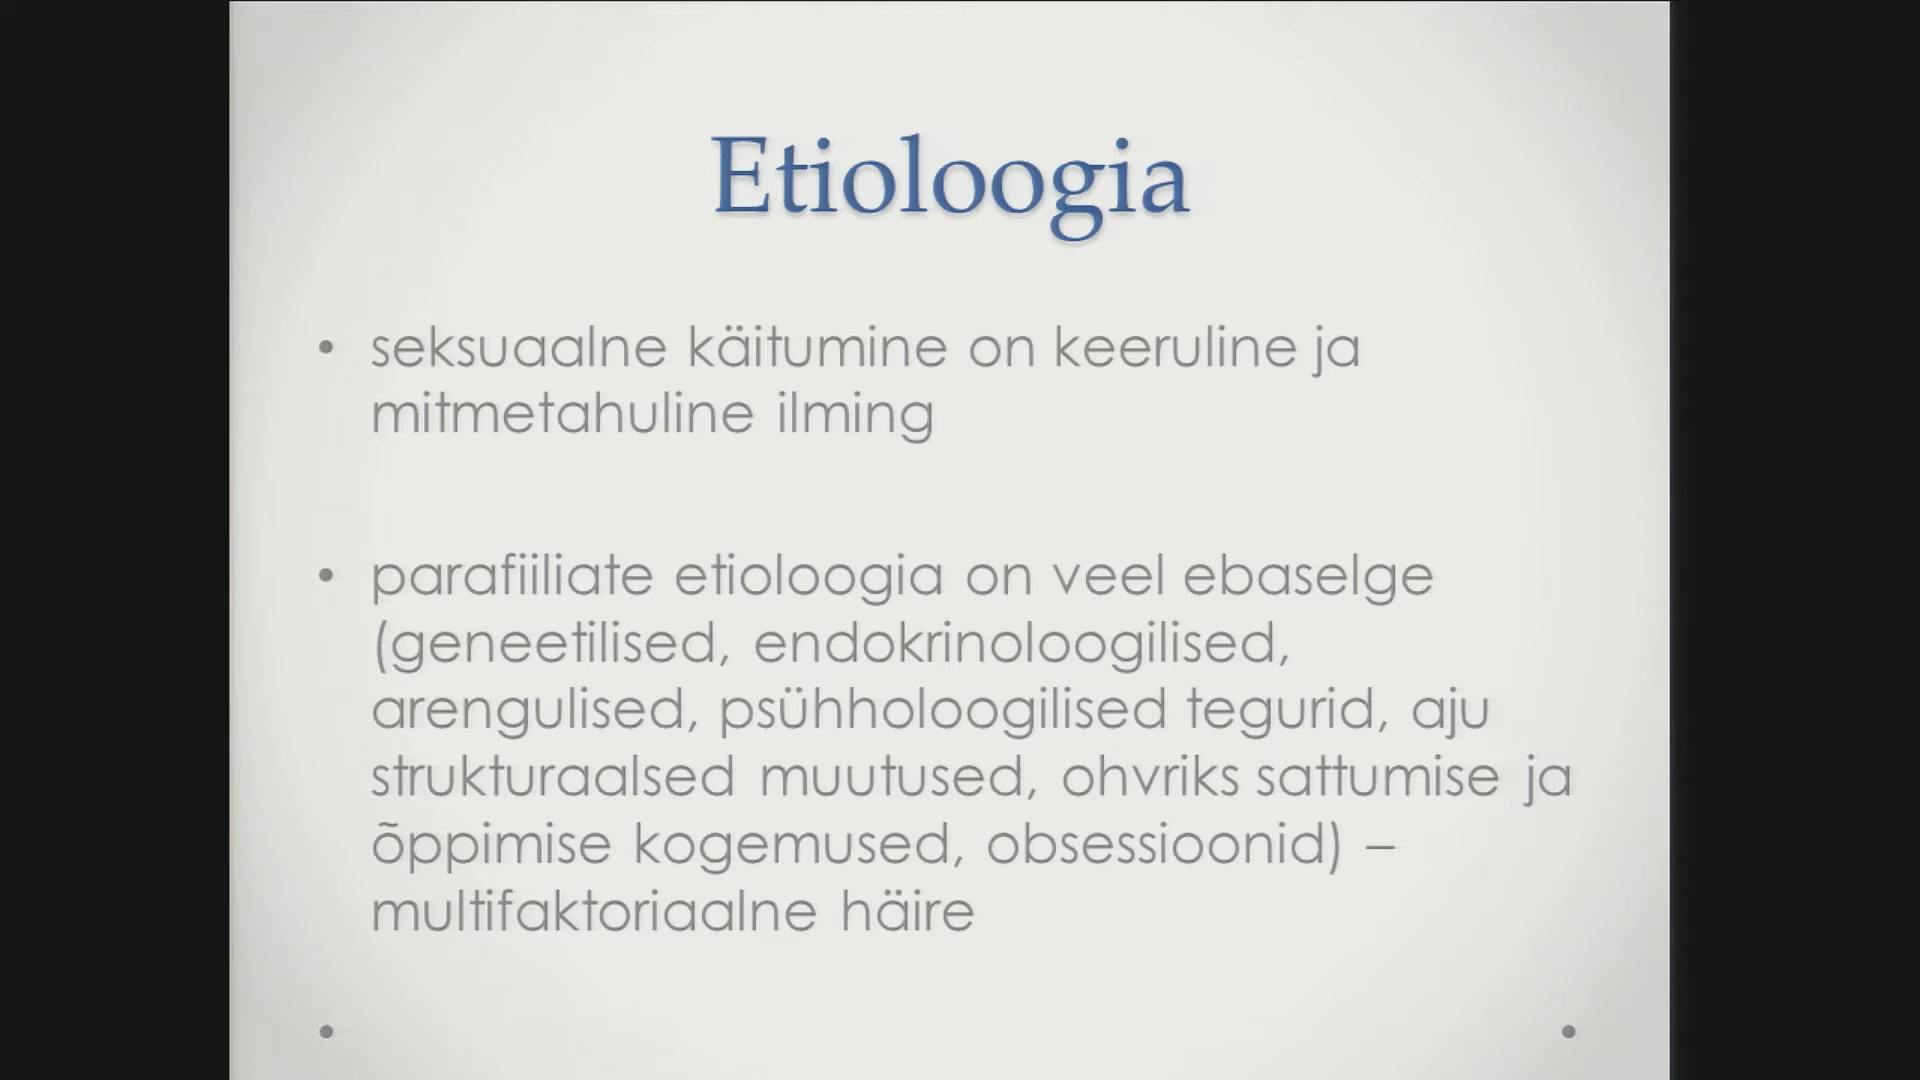 Etioloogia
• seksuaalne käitumine on keeruline ja
mitmetahuline ilming
• parafiiliate etioloogia on veel ebaselge
(geneetilised, endokrinoloogilised,
arengulised, psühholoogilised tegurid, aju
strukturaalsed muutused, ohvriks sattumise ja
õppimise kogemused, obsessioonid) –
multifaktoriaalne häire